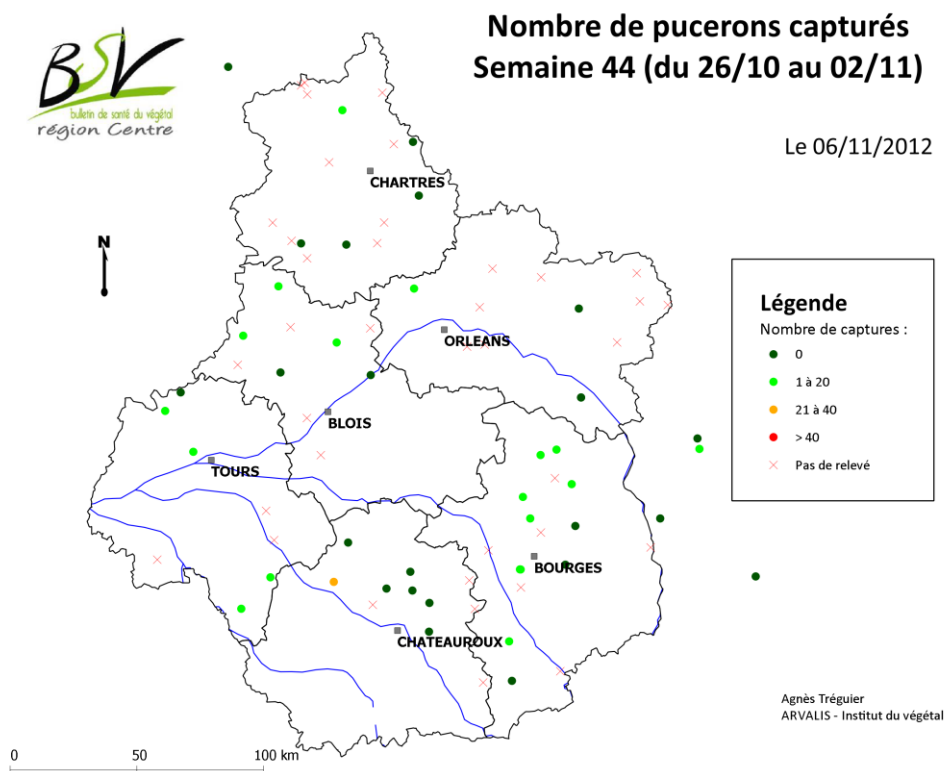 Nombre de pucerons capturés
Semaine 44 (du 26/10 au 02/11)
BSV
bulletin de santé du végétal
région Centre
Le 06/11/2012
CHARTRES
N
Légende
Nombre de captures :
0
1 à 20
21 à 40
> 40
Pas de relevé
ORLEANS
BLOIS
TOURS
BOURGES
CHATEAUROUX
Agnès Tréguier
ARVALIS - Institut du végétal
0 50 100 km